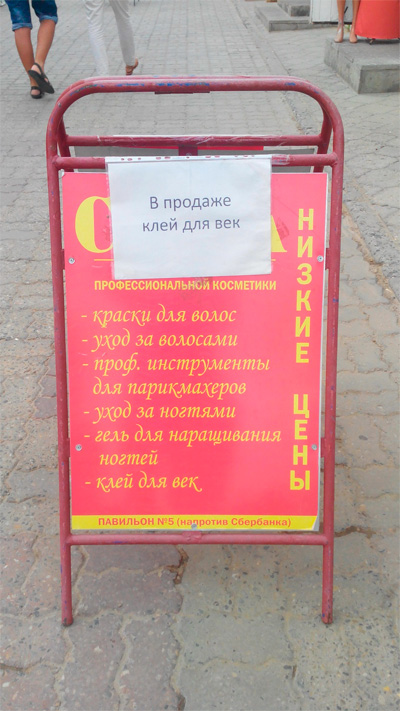 В продаже
клей для век
ПРОФЕССИОНАЛЬНОЙ КОСМЕТИКИ
- краски для волос
- уход за волосами
- проф. инструменты
для парикмахеров
- уход за ногтями
- гель для наращивания
ногтей
- клей для век
НИЗКИЕ ЦЕНЫ
ПАВИЛЬОН №5 (напротив Сбербанка)